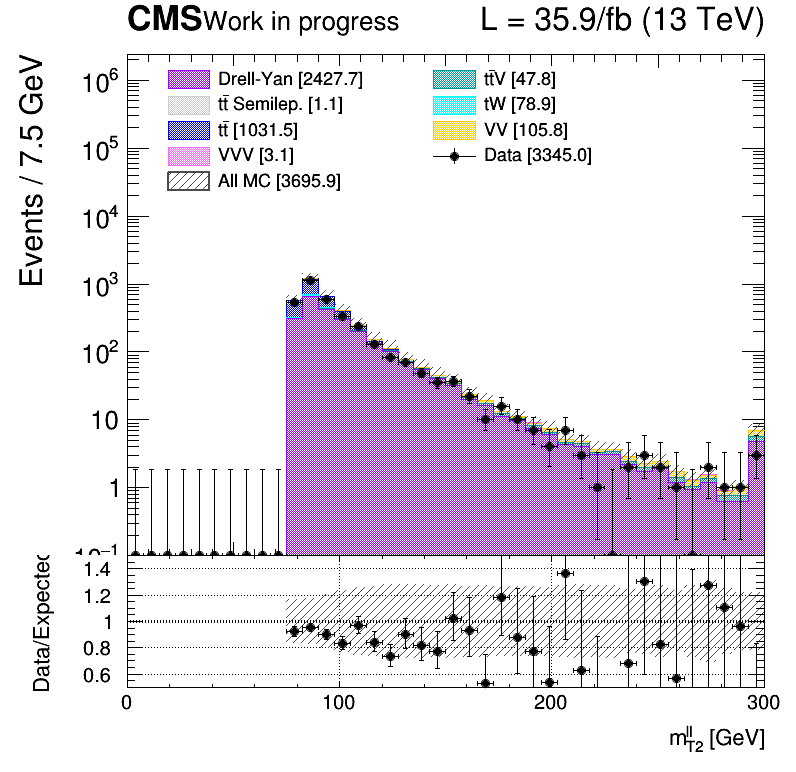 CMS Work in progress L = 35.9/fb (13 TeV)
Events / 7.5 GeV
10⁶
10⁵
10⁴
10³
10²
10
1
10⁻¹
Drell-Yan [2427.7]
tt̄ Semilep. [1.1]
tt̄ [1031.5]
VVV [3.1]
All MC [3695.9]
tt̄V [47.8]
tW [78.9]
VV [105.8]
Data [3345.0]
Data/Expected
1.4
1.2
1
0.8
0.6
0 100 200 300
m_T2^ll [GeV]